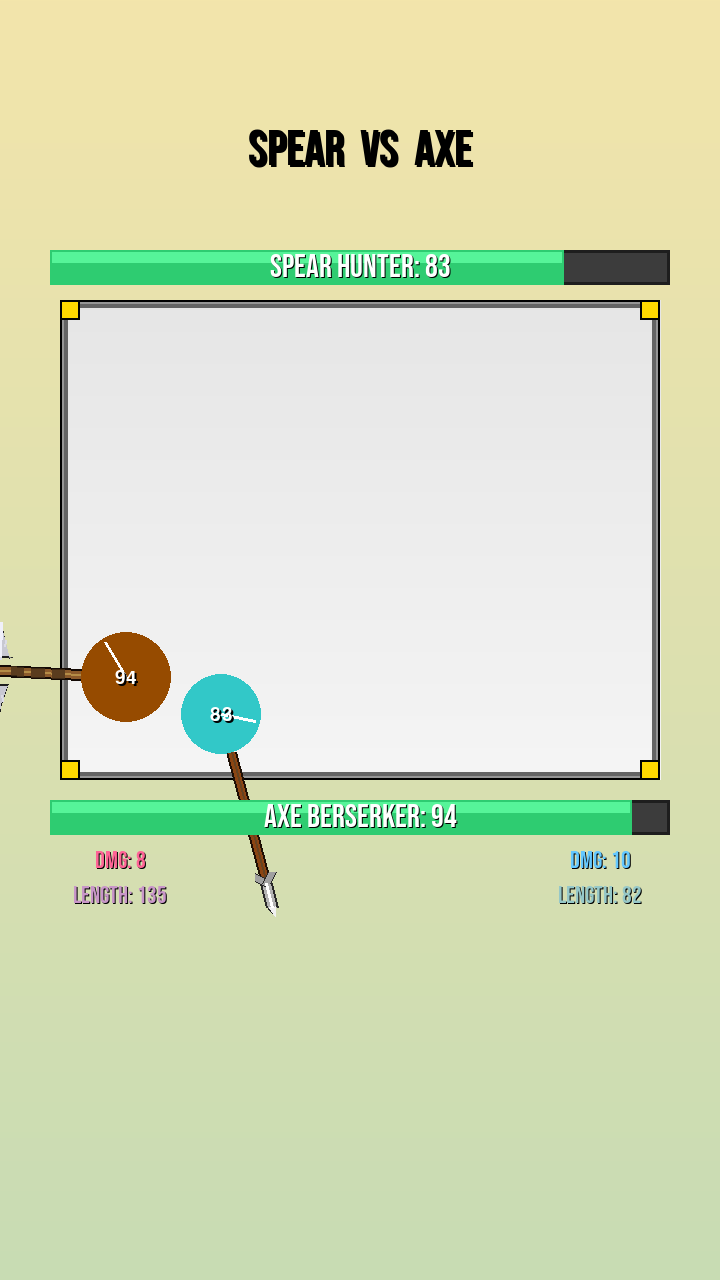 SPEAR VS AXE
SPEAR HUNTER: 83
94
83
AXE BERSERKER: 94
DMG: 8
DMG: 10
LENGTH: 135
LENGTH: 82